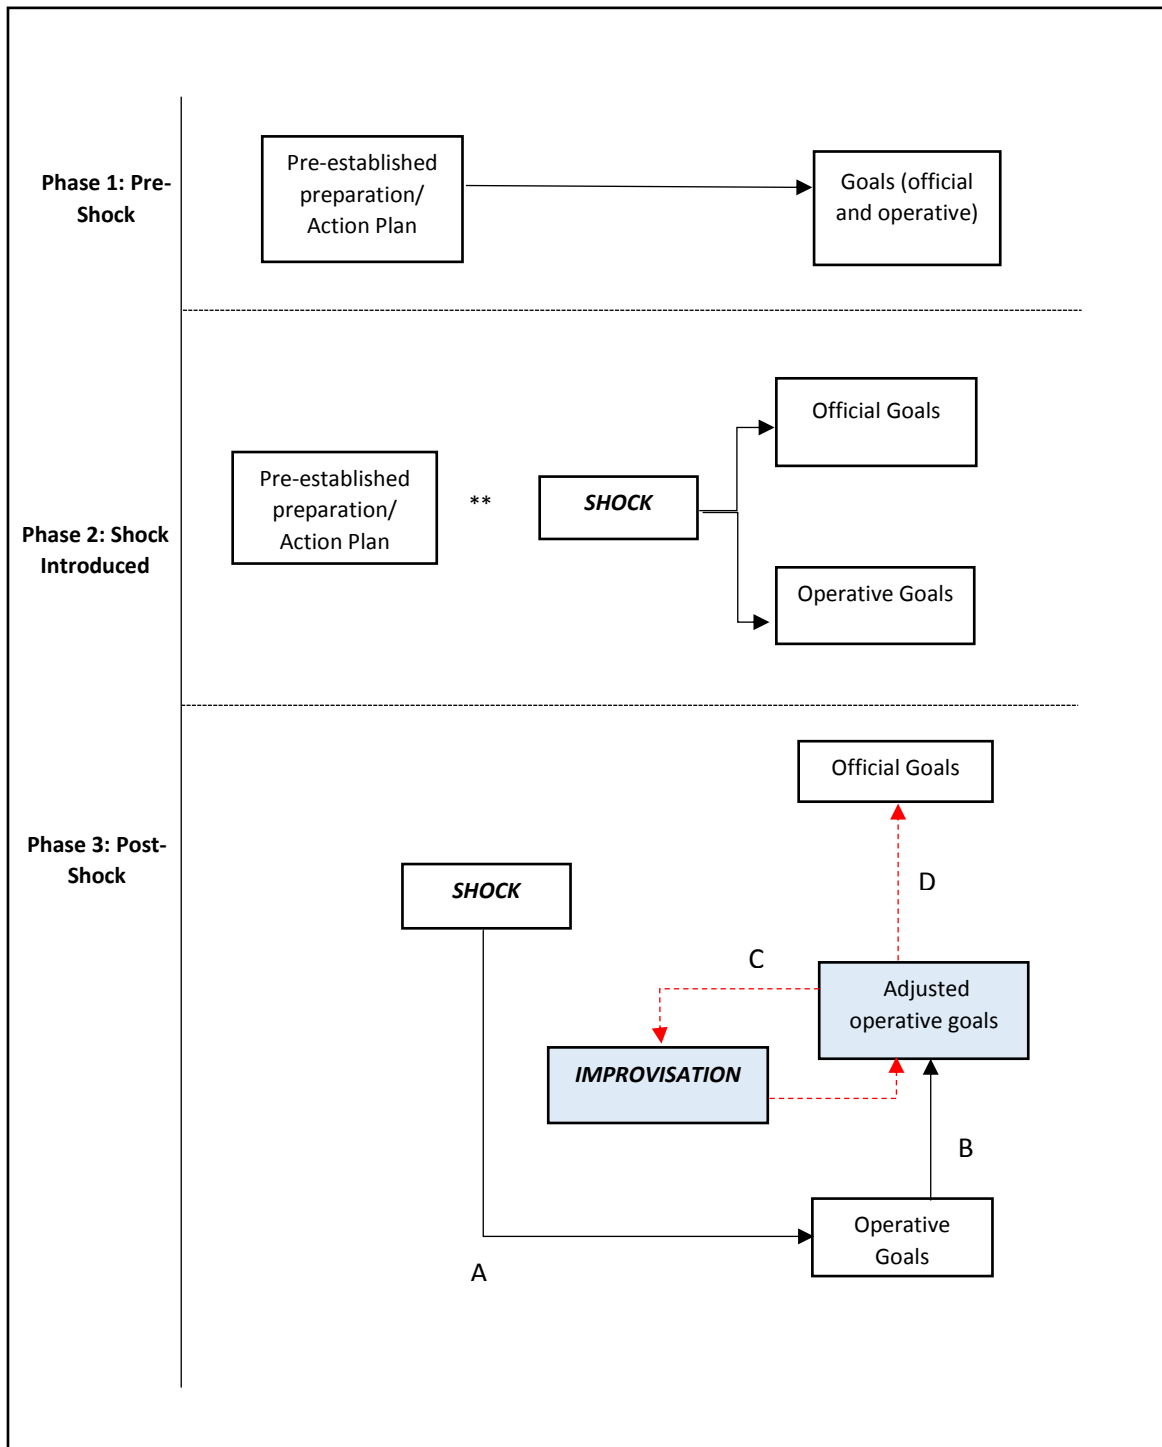 Phase 1: Pre-
Shock
Pre-established
preparation/
Action Plan
Goals (official
and operative)
Phase 2: Shock
Introduced
Pre-established
preparation/
Action Plan
**
SHOCK
Official Goals
Operative Goals
Phase 3: Post-
Shock
Official Goals
SHOCK
D
C
Adjusted
operative goals
IMPROVISATION
B
Operative
Goals
A